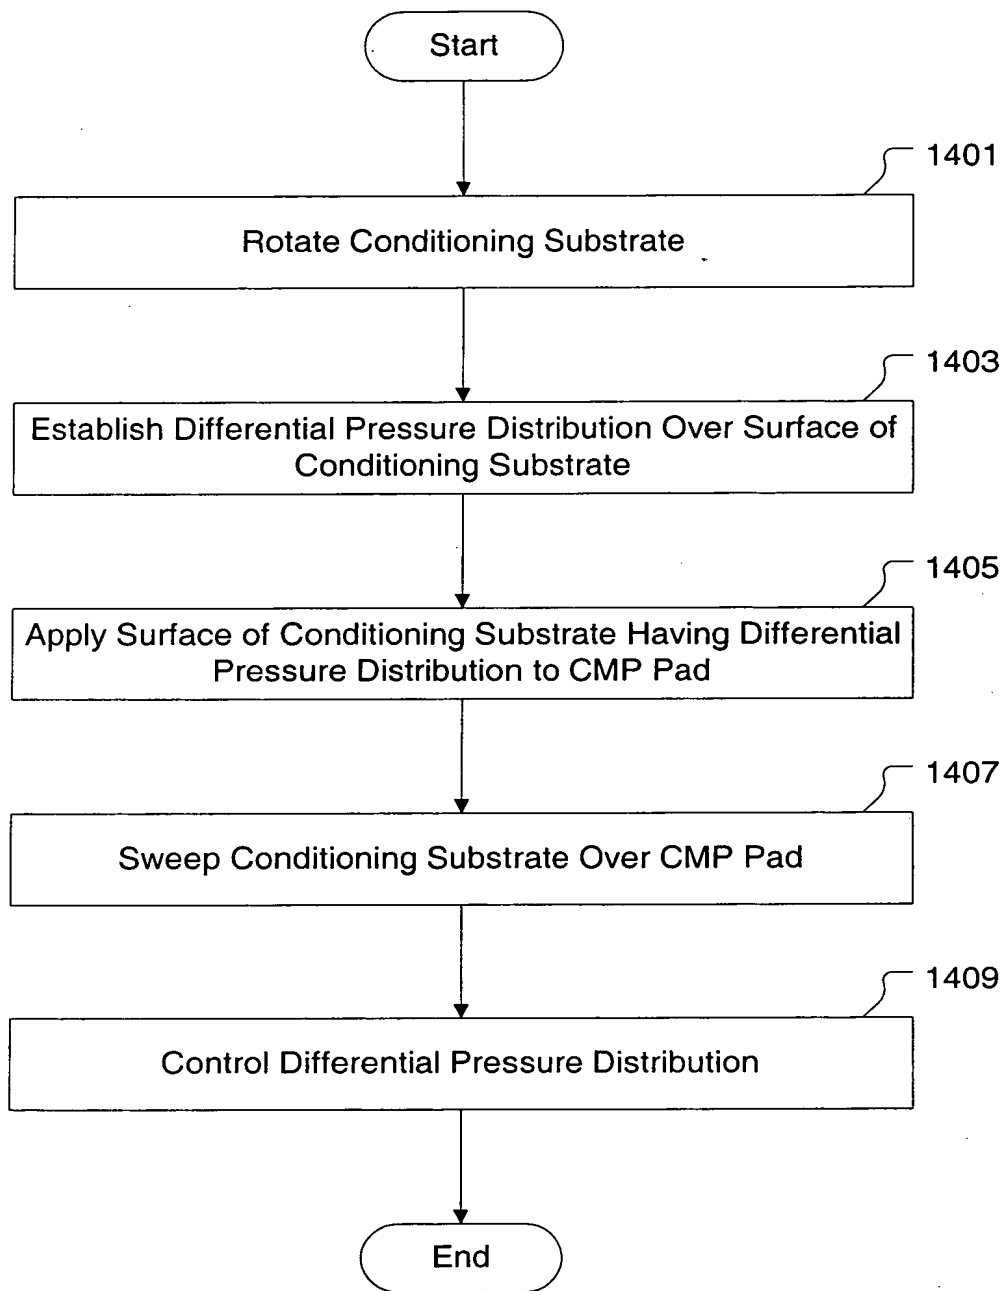 Start
1401
Rotate Conditioning Substrate
1403
Establish Differential Pressure Distribution Over Surface of
Conditioning Substrate
1405
Apply Surface of Conditioning Substrate Having Differential
Pressure Distribution to CMP Pad
1407
Sweep Conditioning Substrate Over CMP Pad
1409
Control Differential Pressure Distribution
End